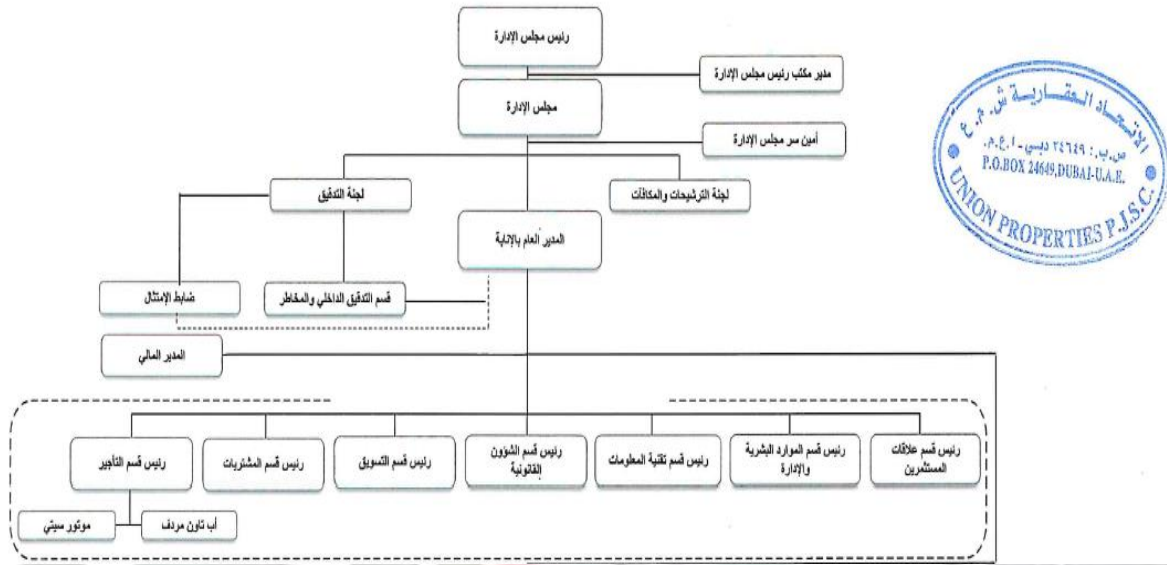 رئيس مجلس الإدارة
مدير مكتب رئيس مجلس الإدارة
مجلس الإدارة
أمين سر مجلس الإدارة
لجنة الترشيحات والمكافآت
لجنة التدقيق
المدير العام بالإنابة
قسم التدقيق الداخلي والمخاطر
ضابط الإمتثال
المدير المالي
رئيس قسم علاقات
المستثمرين
رئيس قسم الموارد البشرية
والإدارة
رئيس قسم تقنية المعلومات
رئيس قسم الشؤون
القانونية
رئيس قسم التسويق
رئيس قسم المشتريات
رئيس قسم التأجير
أب تاون مردف
موتور سيتي
الاتحاد العقارية ش.م.ع
ص.ب: ٢٤٦٤٩ دبي - ا.ع.م.
P.O.BOX 24649,DUBAI-U.A.E.
UNION PROPERTIES P.J.S.C.